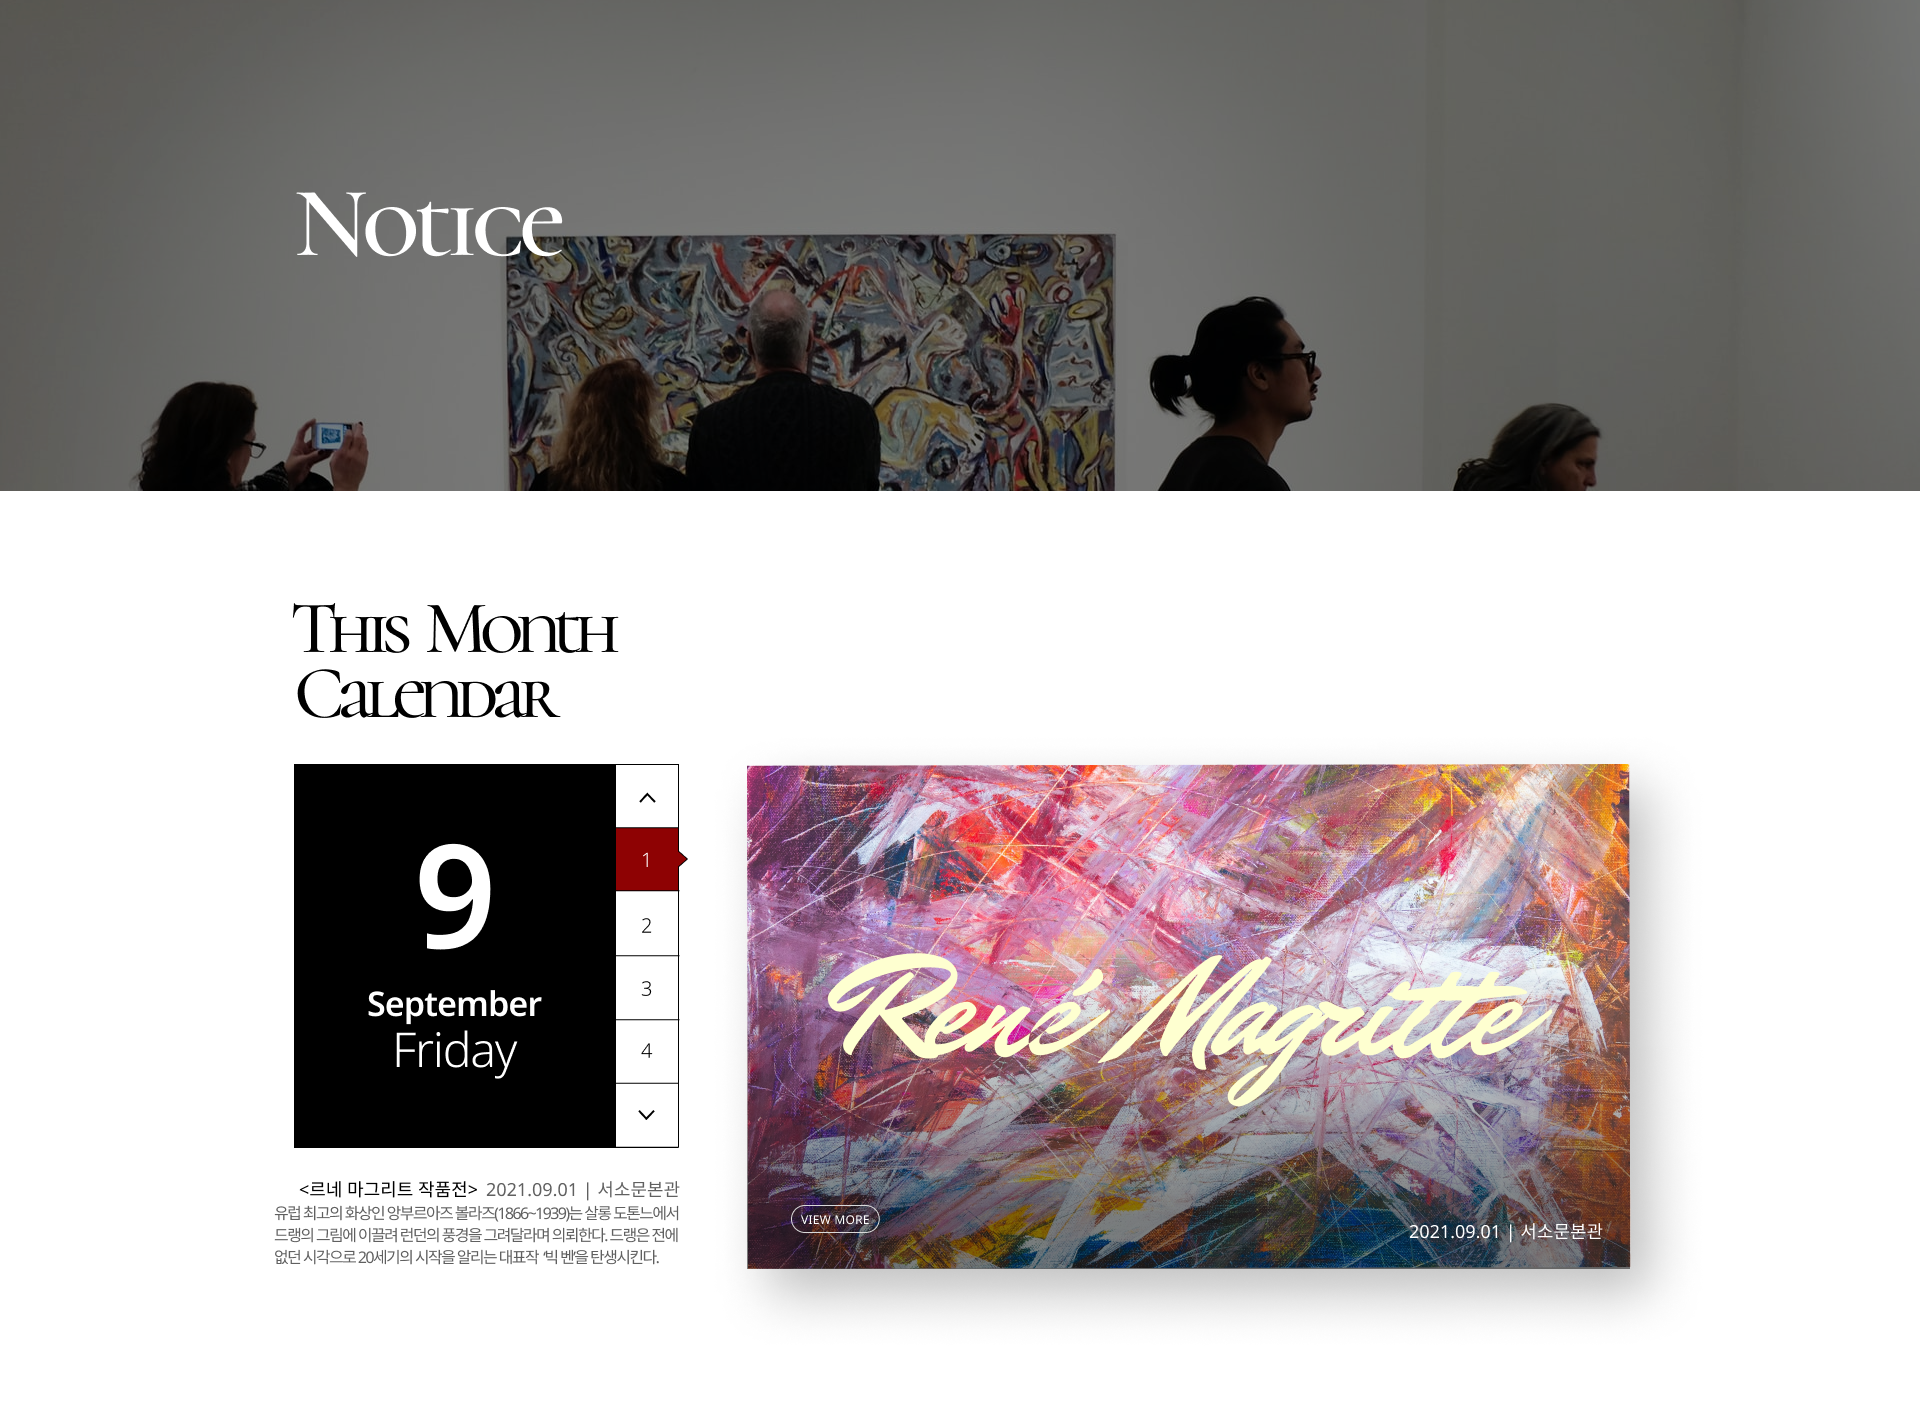 Notice
This Month
Calendar
9
September
Friday
1
2
3
4
<르네 마그리트 작품전> 2021.09.01 | 서소문본관
유럽 최고의 화상인 앙부르아즈 볼라즈(1866~1939)는 살롱 도톤느에서
드랭의 그림에 이끌려 런던의 풍경을 그려달라며 의뢰한다. 드랭은 전에
없던 시각으로 20세기의 시작을 알리는 대표작 '빅 벤'을 탄생시킨다.
René Magritte
VIEW MORE
2021.09.01 | 서소문본관